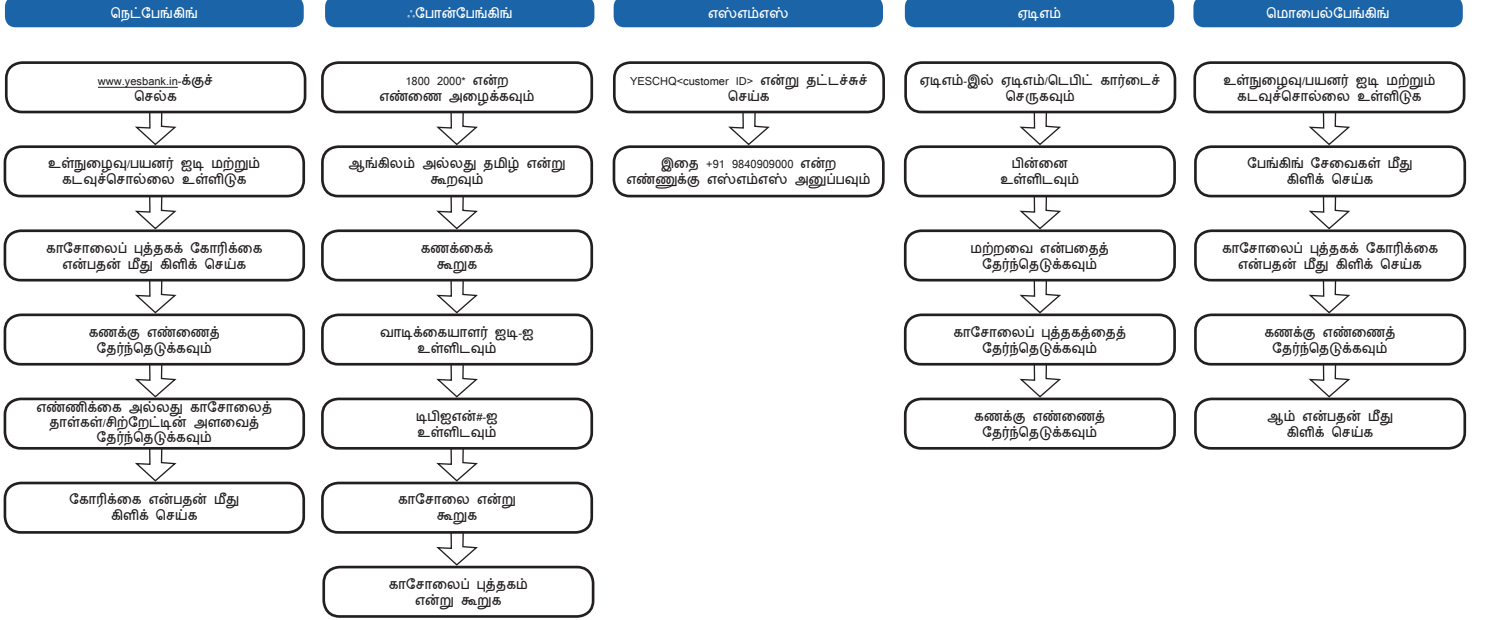 நெட்பேங்கிங்
www.yesbank.in-க்குச்
செல்க
உள்நுழைவு/பயனர் ஐடி மற்றும்
கடவுச்சொல்லை உள்ளிடுக
காசோலைப் புத்தகக் கோரிக்கை
என்பதன் மீது கிளிக் செய்க
கணக்கு எண்ணைத்
தேர்ந்தெடுக்கவும்
எண்ணிக்கை அல்லது காசோலைத்
தாள்கள்/சிற்றேட்டின் அளவைத்
தேர்ந்தெடுக்கவும்
கோரிக்கை என்பதன் மீது
கிளிக் செய்க
ஃபோன்பேங்கிங்
1800 2000* என்ற
எண்ணை அழைக்கவும்
ஆங்கிலம் அல்லது தமிழ் என்று
கூறவும்
கணக்கைக்
கூறுக
வாடிக்கையாளர் ஐடி-ஐ
உள்ளிடவும்
டிபிஐஎன்#-ஐ
உள்ளிடவும்
காசோலை என்று
கூறுக
காசோலைப் புத்தகம்
என்று கூறுக
எஸ்எம்எஸ்
YESCHQ<customer ID> என்று தட்டச்சுச்
செய்க
இதை +91 9840909000 என்ற
எண்ணுக்கு எஸ்எம்எஸ் அனுப்பவும்
ஏடிஎம்
ஏடிஎம்-இல் ஏடிஎம்/டெபிட் கார்டைச்
செருகவும்
பின்னை
உள்ளிடவும்
மற்றவை என்பதைத்
தேர்ந்தெடுக்கவும்
காசோலைப் புத்தகத்தைத்
தேர்ந்தெடுக்கவும்
கணக்கு எண்ணைத்
தேர்ந்தெடுக்கவும்
மொபைல்பேங்கிங்
உள்நுழைவு/பயனர் ஐடி மற்றும்
கடவுச்சொல்லை உள்ளிடுக
பேங்கிங் சேவைகள் மீது
கிளிக் செய்க
காசோலைப் புத்தகக் கோரிக்கை
என்பதன் மீது கிளிக் செய்க
கணக்கு எண்ணைத்
தேர்ந்தெடுக்கவும்
ஆம் என்பதன் மீது
கிளிக் செய்க